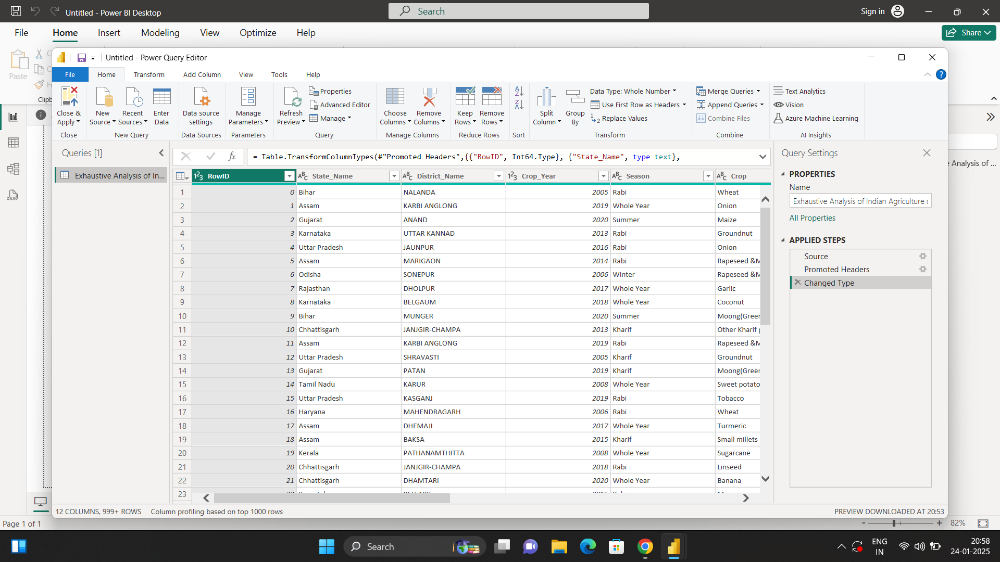 Untitled - Power BI Desktop
Search
Sign in
File
Home
Insert
Modeling
View
Optimize
Help
Share
Paste
Untitled - Power Query Editor
File
Home
Transform
Add Column
View
Tools
Help
Close &
Apply
New
Source
Recent
Sources
Enter
Data
Data source
settings
Manage
Parameters
Refresh
Preview
Properties
Advanced Editor
Manage
Choose
Columns
Remove
Columns
Keep
Rows
Remove
Rows
Split
Column
Group
By
Data Type: Whole Number
Use First Row as Headers
Replace Values
Merge Queries
Append Queries
Combine Files
Text Analytics
Vision
Azure Machine Learning
Close
New Query
Data Sources
Parameters
Query
Manage Columns
Reduce Rows
Sort
Transform
Combine
AI Insights
Queries [1]
Exhaustive Analysis of In...
= Table.TransformColumnTypes(#"Promoted Headers",{{"RowID", Int64.Type}, {"State_Name", type text},
RowID State_Name District_Name Crop_Year Season Crop
1 0 Bihar NALANDA 2005 Rabi Wheat
2 1 Assam KARBI ANGLONG 2019 Whole Year Onion
3 2 Gujarat ANAND 2020 Summer Maize
4 3 Karnataka UTTAR KANNAD 2013 Rabi Groundnut
5 4 Uttar Pradesh JAUNPUR 2016 Rabi Onion
6 5 Assam MARIGAON 2014 Rabi Rapeseed &M
7 6 Odisha SONEPUR 2006 Winter Rapeseed &M
8 7 Rajasthan DHOLPUR 2017 Whole Year Garlic
9 8 Karnataka BELGAUM 2018 Whole Year Coconut
10 9 Bihar MUNGER 2020 Summer Moong(Green
11 10 Chhattisgarh JANJGIR-CHAMPA 2013 Kharif Other Kharif
12 11 Assam KARBI ANGLONG 2019 Rabi Rapeseed &M
13 12 Uttar Pradesh SHRAVASTI 2005 Kharif Groundnut
14 13 Gujarat PATAN 2019 Kharif Moong(Green
15 14 Tamil Nadu KARUR 2008 Whole Year Sweet potato
16 15 Uttar Pradesh KASGANJ 2019 Rabi Tobacco
17 16 Haryana MAHENDRAGARH 2006 Rabi Wheat
18 17 Assam DHEMAJI 2017 Whole Year Turmeric
19 18 Assam BAKSA 2015 Kharif Small millets
20 19 Kerala PATHANAMTHITTA 2008 Whole Year Sugarcane
21 20 Chhattisgarh JANJGIR-CHAMPA 2018 Rabi Linseed
22 21 Chhattisgarh DHAMTARI 2020 Whole Year Banana
23
Query Settings
PROPERTIES
Name
Exhaustive Analysis of Indian Agriculture
All Properties
APPLIED STEPS
Source
Promoted Headers
Changed Type
Analysis of ...
12 COLUMNS, 999+ ROWS
Column profiling based on top 1000 rows
PREVIEW DOWNLOADED AT 20:53
Page 1 of 1
82%
Search
ENG
IN
20:58
24-01-2025